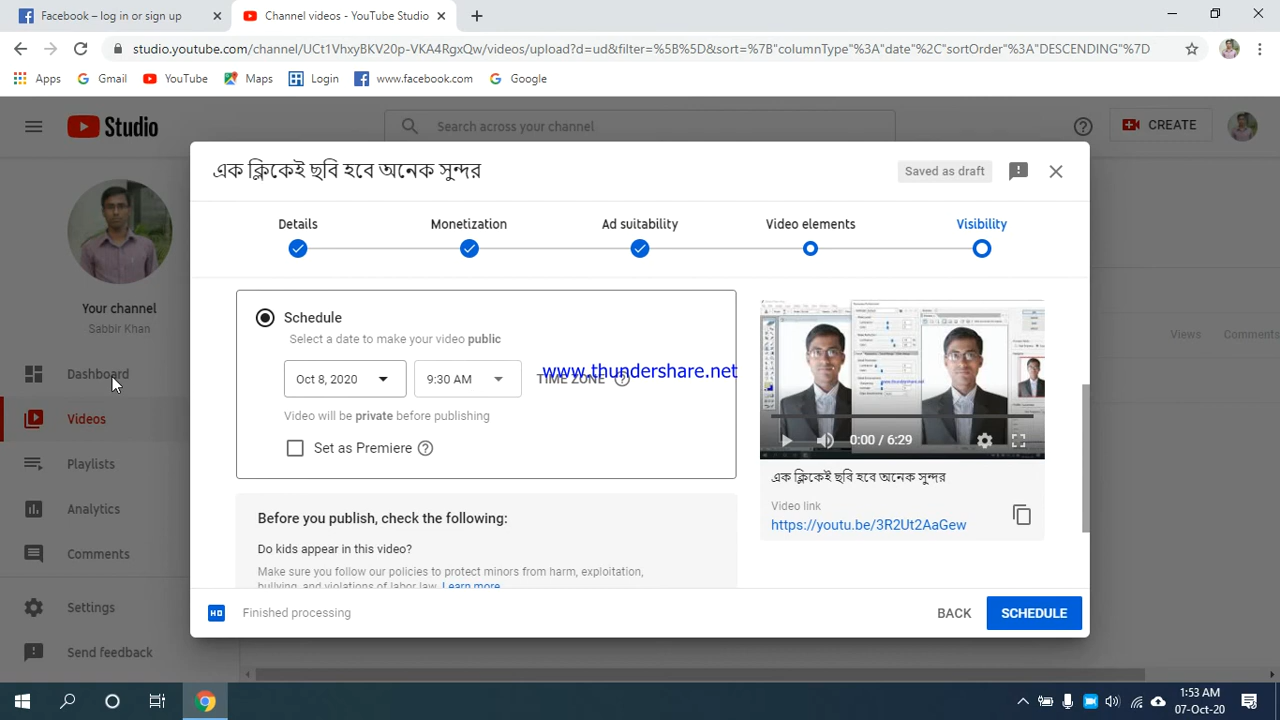 Facebook – log in or sign up
Channel videos - YouTube Studio
studio.youtube.com/channel/UCt1VhxyBKV20p-VKA4RgxQw/videos/upload?d=ud&filter=%5B%5D&sort=%7B"columnType"%3A"date"%2C"sortOrder"%3A"DESCENDING"%7D
Apps
Gmail
YouTube
Maps
Login
www.facebook.com
Google
Studio
Search across your channel
CREATE
এক ক্লিকেই ছবি হবে অনেক সুন্দর
Saved as draft
Details
Monetization
Ad suitability
Video elements
Visibility
Your channel
Sabbir Khan
Dashboard
Videos
Playlists
Analytics
Comments
Settings
Send feedback
Schedule
Select a date to make your video public
Oct 8, 2020
9:30 AM
TIME ZONE
www.thundershare.net
Video will be private before publishing
Set as Premiere
Before you publish, check the following:
Do kids appear in this video?
Make sure you follow our policies to protect minors from harm, exploitation,
bullying, and violations of labor law. Learn more
0:00 / 6:29
এক ক্লিকেই ছবি হবে অনেক সুন্দর
Video link
https://youtu.be/3R2Ut2AaGew
Views
Comments
HD
Finished processing
BACK
SCHEDULE
1:53 AM
07-Oct-20